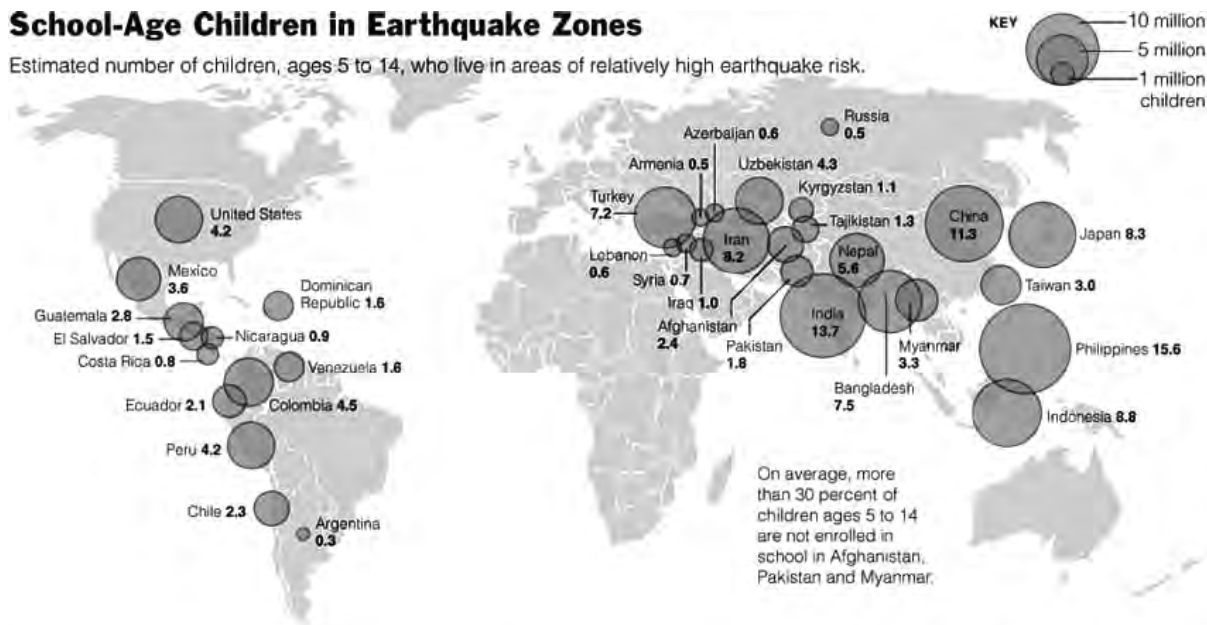 School-Age Children in Earthquake Zones
Estimated number of children, ages 5 to 14, who live in areas of relatively high earthquake risk.
KEY
10 million
5 million
1 million
children
United States
4.2
Mexico
3.6
Dominican
Republic 1.6
Guatemala 2.8
El Salvador 1.5
Nicaragua 0.9
Costa Rica 0.8
Venezuela 1.6
Ecuador 2.1
Colombia 4.5
Peru 4.2
Chile 2.3
Argentina
0.3
Russia
0.5
Azerbaijan 0.6
Armenia 0.5
Uzbekistan 4.3
Turkey
7.2
Kyrgyzstan 1.1
Tajikistan 1.3
China
11.3
Japan 8.3
Iran
8.2
Nepal
5.6
Lebanon
0.6
Syria 0.7
Iraq 1.0
Taiwan 3.0
Afghanistan
2.4
Pakistan
1.8
India
13.7
Myanmar
3.3
Philippines 15.6
Bangladesh
7.5
Indonesia 8.8
On average, more
than 30 percent of
children ages 5 to 14
are not enrolled in
school in Afghanistan,
Pakistan and Myanmar.